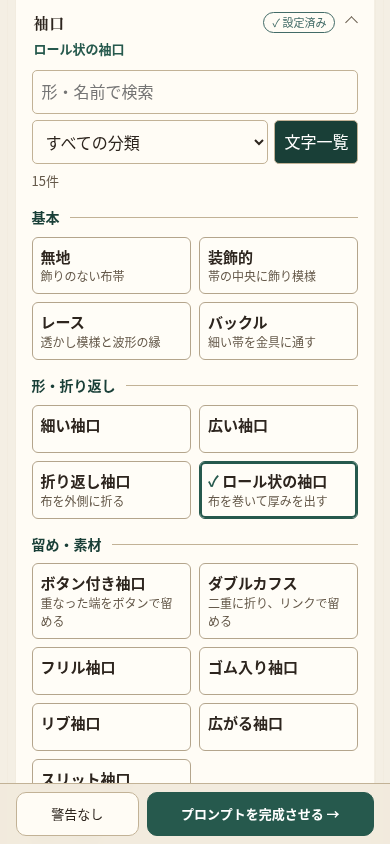 袖口
✓設定済み
ロール状の袖口
形・名前で検索
すべての分類
文字一覧
15件
基本
無地
飾りのない布帯
装飾的
帯の中央に飾り模様
レース
透かし模様と波形の縁
バックル
細い帯を金具に通す
形・折り返し
細い袖口
広い袖口
折り返し袖口
布を外側に折る
✓ロール状の袖口
布を巻いて厚みを出す
留め・素材
ボタン付き袖口
重なった端をボタンで留
める
ダブルカフス
二重に折り、リンクで留
める
フリル袖口
ゴム入り袖口
リブ袖口
広がる袖口
スリット袖口
警告なし
プロンプトを完成させる→